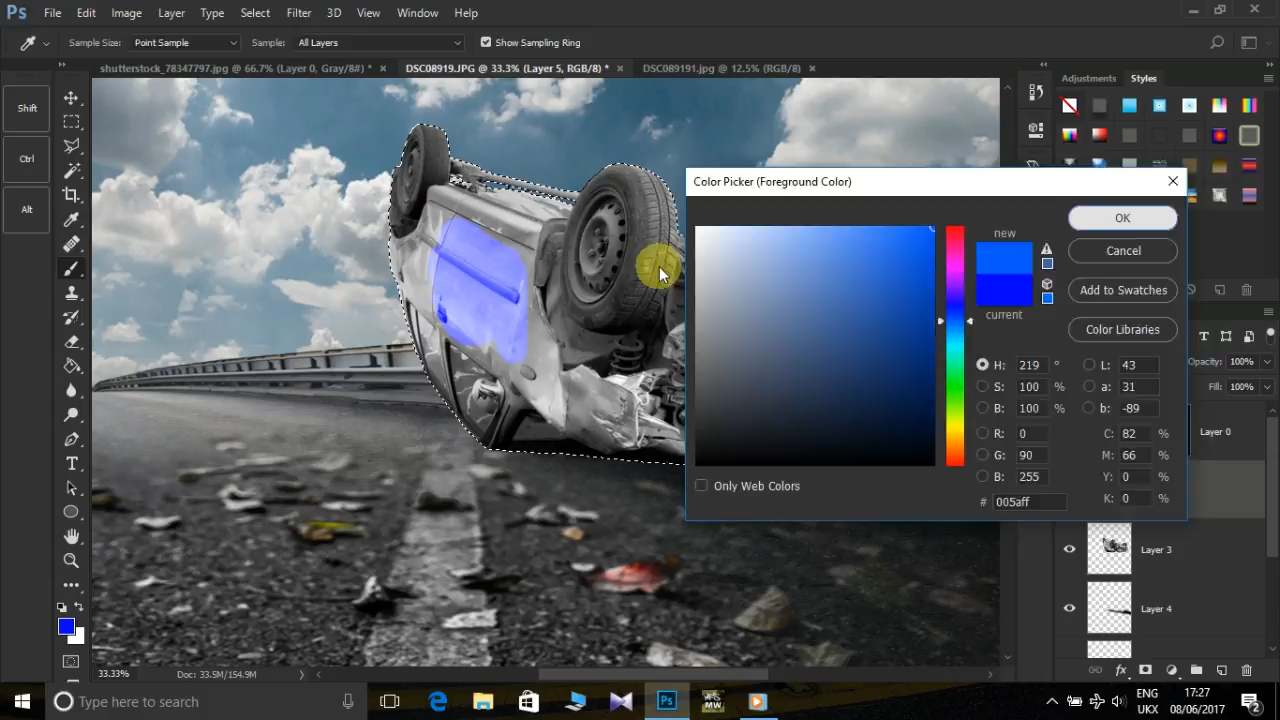 Ps File Edit Image Layer Type Select Filter 3D View Window Help
Sample Size: Point Sample Sample: All Layers Show Sampling Ring
shutterstock_78347797.jpg @ 66.7% (Layer 0, Gray/8#) * × DSC08919.JPG @ 33.3% (Layer 5, RGB/8) * × DSC089191.jpg @ 12.5% (RGB/8) ×
Adjustments Styles
Shift
Ctrl
Alt
Color Picker (Foreground Color)
OK
new
Cancel
Add to Swatches
current
Color Libraries
H: 219 ° L: 43
S: 100 % a: 31
B: 100 % b: -89
R: 0 C: 82 %
G: 90 M: 66 %
B: 255 Y: 0 %
K: 0 %
Only Web Colors
# 005aff
Opacity: 100%
Fill: 100%
Layer 0
Layer 3
Layer 4
33.33% Doc: 33.5M/154.9M
Type here to search
Ps
MW
ENG
UKX
17:27
08/06/2017
2